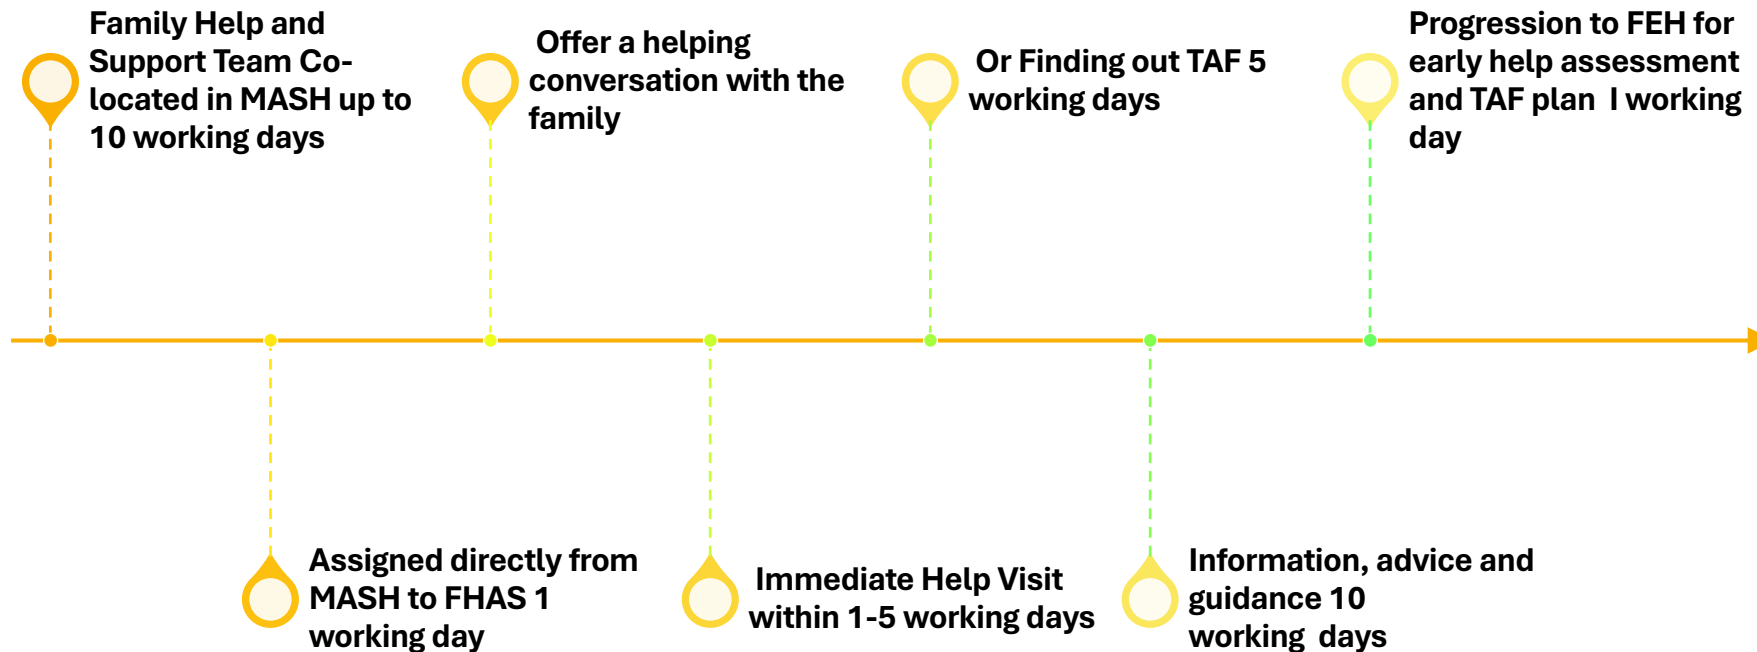 Family Help and
Support Team Co-
located in MASH up to
10 working days
Assigned directly from
MASH to FHAS 1
working day
Offer a helping
conversation with the
family
Immediate Help Visit
within 1-5 working days
Or Finding out TAF 5
working days
Information, advice and
guidance 10
working days
Progression to FEH for
early help assessment
and TAF plan I working
day